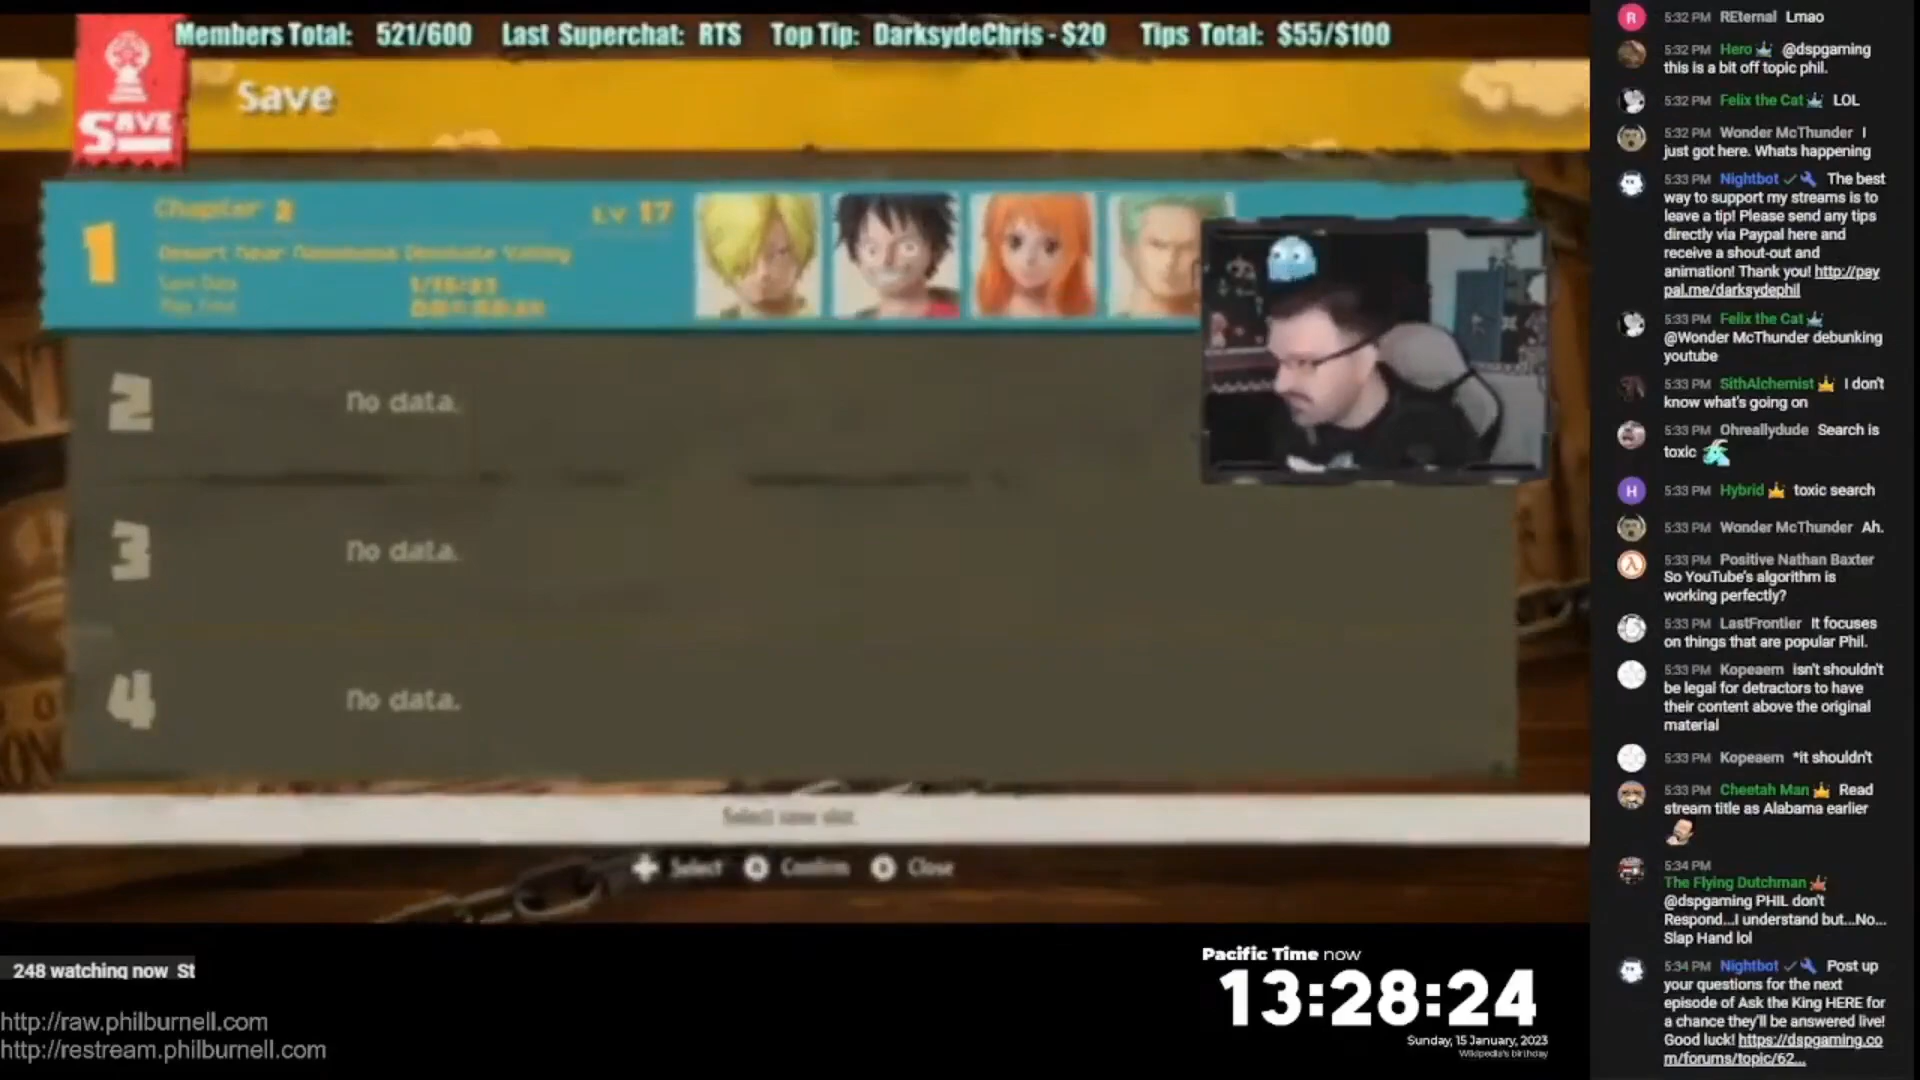 Members Total: 521/600 Last Superchat: RTS Top Tip: DarksydeChris - $20 Tips Total: $55/$100
SAVE
Save
1
Chapter 2
Lv 17
Save Date
Play Time
2
No data.
3
No data.
4
No data.
Select save slot.
Select Confirm Close
248 watching now St
http://raw.philburnell.com
http://restream.philburnell.com
Pacific Time now
13:28:24
Sunday, 15 January, 2023
Wikipedia's birthday
R
5:32 PM REternal Lmao
5:32 PM Hero @dspgaming
this is a bit off topic phil.
5:32 PM Felix the Cat LOL
5:32 PM Wonder McThunder I
just got here. Whats happening
5:33 PM Nightbot The best
way to support my streams is to
leave a tip! Please send any tips
directly via Paypal here and
receive a shout-out and
animation! Thank you! http://pay
pal.me/darksydephil
5:33 PM Felix the Cat
@Wonder McThunder debunking
youtube
5:33 PM SithAlchemist I don't
know what's going on
5:33 PM Ohreallydude Search is
toxic
H
5:33 PM Hybrid toxic search
5:33 PM Wonder McThunder Ah.
5:33 PM Positive Nathan Baxter
So YouTube's algorithm is
working perfectly?
5:33 PM LastFrontier It focuses
on things that are popular Phil.
5:33 PM Kopeaem isn't shouldn't
be legal for detractors to have
their content above the original
material
5:33 PM Kopeaem *it shouldn't
5:33 PM Cheetah Man Read
stream title as Alabama earlier
5:34 PM
The Flying Dutchman
@dspgaming PHIL don't
Respond...I understand but...No...
Slap Hand lol
5:34 PM Nightbot Post up
your questions for the next
episode of Ask the King HERE for
a chance they'll be answered live!
Good luck! https://dspgaming.co
m/forums/topic/62...